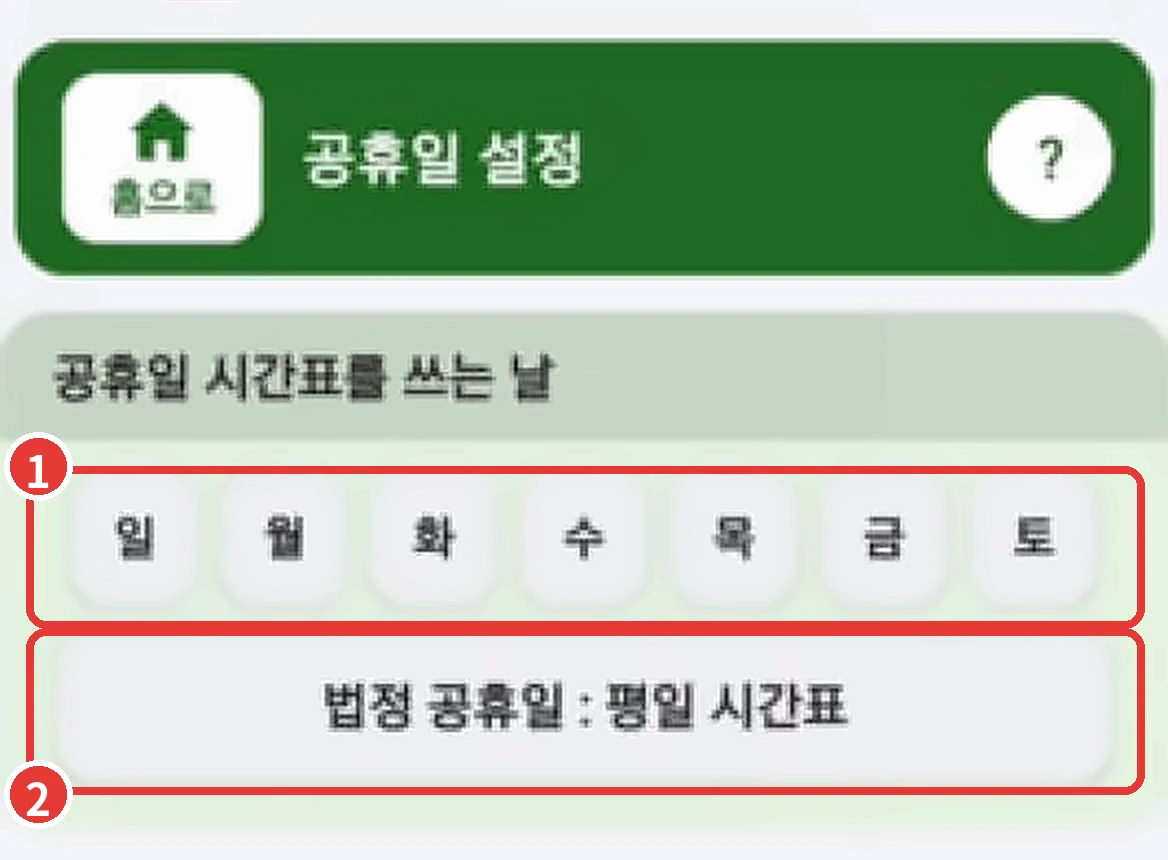 홈으로
공휴일 설정
?
공휴일 시간표를 쓰는 날
1
일 월 화 수 목 금 토
법정 공휴일 : 평일 시간표
2